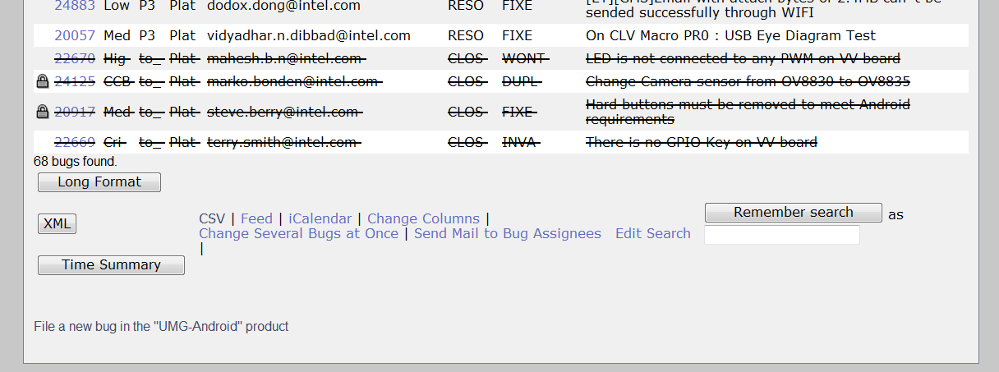 24883 Low P3 Plat dodox.dong@intel.com RESO FIXE
sended successfully through WIFI
20057 Med P3 Plat vidyadhar.n.dibbad@intel.com RESO FIXE On CLV Macro PR0 : USB Eye Diagram Test
22670 Hig to_ Plat mahesh.b.n@intel.com CLOS WONT LED is not connected to any PWM on VV board
24125 CCB to_ Plat marko.bonden@intel.com CLOS DUPL Change Camera sensor from OV8830 to OV8835
20917 Med to_ Plat steve.berry@intel.com CLOS FIXE Hard buttons must be removed to meet Android
requirements
22669 Cri to_ Plat terry.smith@intel.com CLOS INVA There is no GPIO Key on VV board
68 bugs found.
Long Format
XML
CSV | Feed | iCalendar | Change Columns |
Change Several Bugs at Once | Send Mail to Bug Assignees Edit Search
|
Remember search as
Time Summary
File a new bug in the "UMG-Android" product